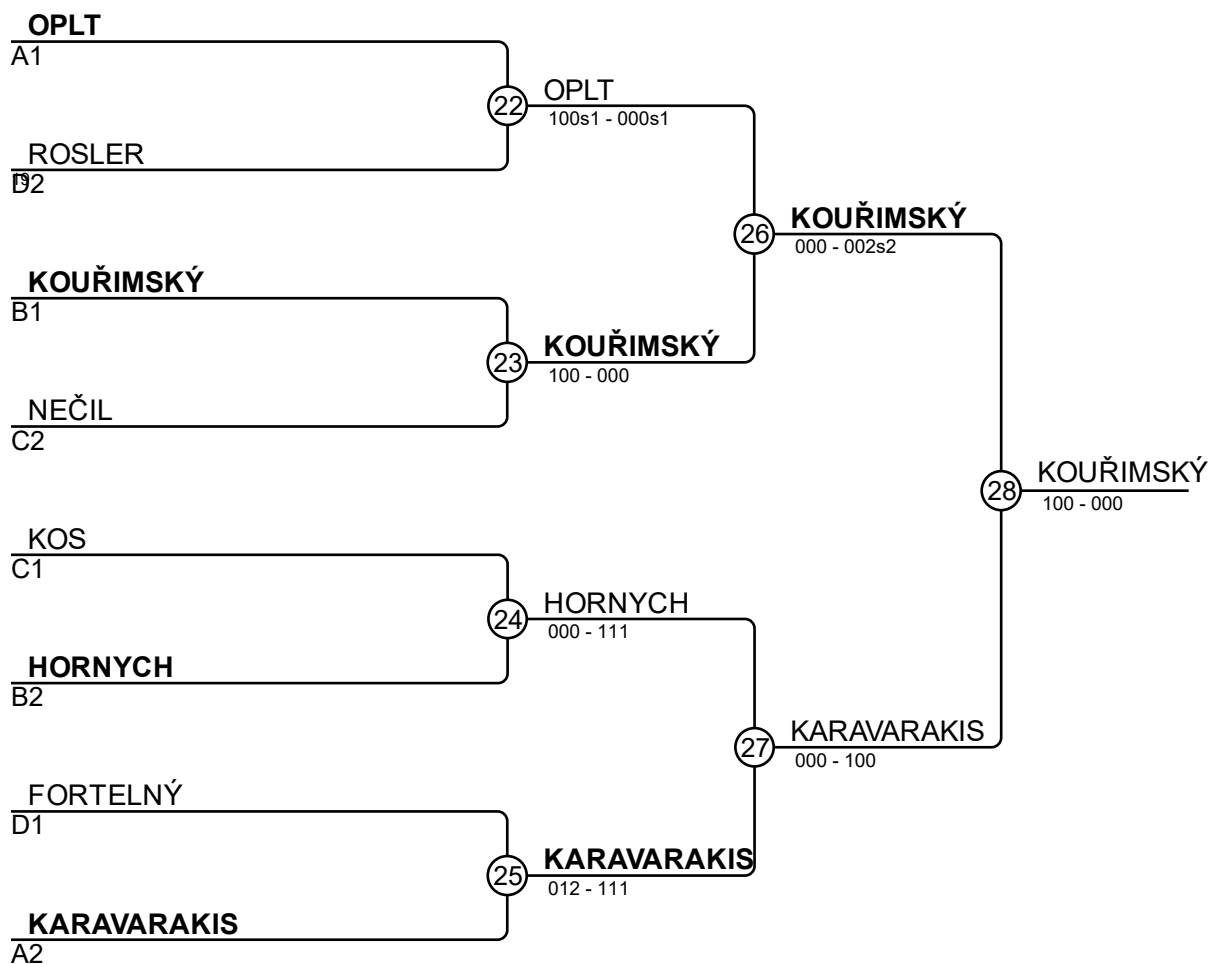 OPLT
A1
22
OPLT
100s1 - 000s1
ROSLER
D2
19
26
KOUŘIMSKÝ
000 - 002s2
KOUŘIMSKÝ
B1
23
KOUŘIMSKÝ
100 - 000
NEČIL
C2
28
KOUŘIMSKÝ
100 - 000
KOS
C1
24
HORNYCH
000 - 111
HORNYCH
B2
27
KARAVARAKIS
000 - 100
FORTELNÝ
D1
25
KARAVARAKIS
012 - 111
KARAVARAKIS
A2